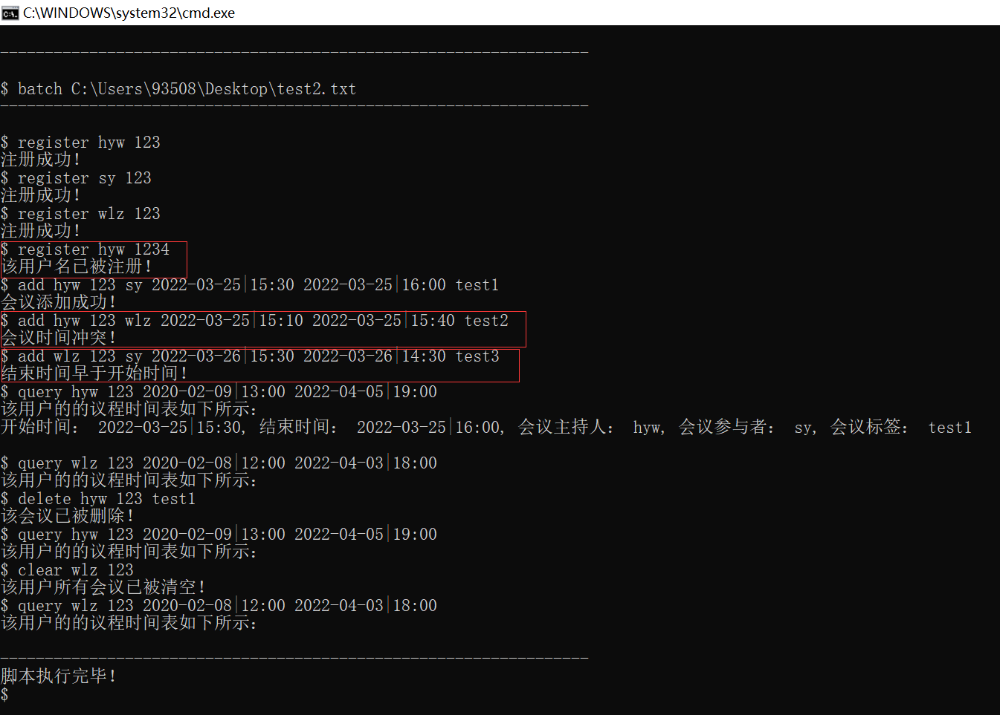 C:\WINDOWS\system32\cmd.exe
------------------------------------------------------------------
$ batch C:\Users\93508\Desktop\test2.txt
------------------------------------------------------------------
$ register hyw 123
注册成功！
$ register sy 123
注册成功！
$ register wlz 123
注册成功！
$ register hyw 1234
该用户名已被注册！
$ add hyw 123 sy 2022-03-25|15:30 2022-03-25|16:00 test1
会议添加成功！
$ add hyw 123 wlz 2022-03-25|15:10 2022-03-25|15:40 test2
会议时间冲突！
$ add wlz 123 sy 2022-03-26|15:30 2022-03-26|14:30 test3
结束时间早于开始时间！
$ query hyw 123 2020-02-09|13:00 2022-04-05|19:00
该用户的的议程时间表如下所示：
开始时间： 2022-03-25|15:30, 结束时间： 2022-03-25|16:00, 会议主持人： hyw, 会议参与者： sy, 会议标签： test1
$ query wlz 123 2020-02-08|12:00 2022-04-03|18:00
该用户的的议程时间表如下所示：
$ delete hyw 123 test1
该会议已被删除！
$ query hyw 123 2020-02-09|13:00 2022-04-05|19:00
该用户的的议程时间表如下所示：
$ clear wlz 123
该用户所有会议已被清空！
$ query wlz 123 2020-02-08|12:00 2022-04-03|18:00
该用户的的议程时间表如下所示：
------------------------------------------------------------------
脚本执行完毕！
$